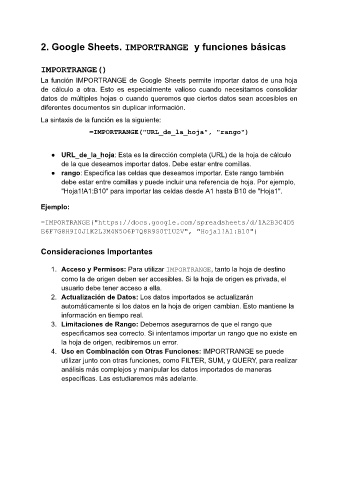 2. Google Sheets. IMPORTRANGE y funciones básicas
IMPORTRANGE()
La función IMPORTRANGE de Google Sheets permite importar datos de una hoja
de cálculo a otra. Esto es especialmente valioso cuando necesitamos consolidar
datos de múltiples hojas o cuando queremos que ciertos datos sean accesibles en
diferentes documentos sin duplicar información.
La sintaxis de la función es la siguiente:
=IMPORTRANGE("URL_de_la_hoja", "rango")
● URL_de_la_hoja: Esta es la dirección completa (URL) de la hoja de cálculo
de la que deseamos importar datos. Debe estar entre comillas.
● rango: Especifica las celdas que deseamos importar. Este rango también
debe estar entre comillas y puede incluir una referencia de hoja. Por ejemplo,
"Hoja1!A1:B10" para importar las celdas desde A1 hasta B10 de "Hoja1".
Ejemplo:
=IMPORTRANGE("https://docs.google.com/spreadsheets/d/1A2B3C4D5
E6F7G8H9I0J1K2L3M4N5O6P7Q8R9S0T1U2V", "Hoja1!A1:B10")
Consideraciones Importantes
1. Acceso y Permisos: Para utilizar IMPORTRANGE, tanto la hoja de destino
como la de origen deben ser accesibles. Si la hoja de origen es privada, el
usuario debe tener acceso a ella.
2. Actualización de Datos: Los datos importados se actualizarán
automáticamente si los datos en la hoja de origen cambian. Esto mantiene la
información en tiempo real.
3. Limitaciones de Rango: Debemos asegurarnos de que el rango que
especificamos sea correcto. Si intentamos importar un rango que no existe en
la hoja de origen, recibiremos un error.
4. Uso en Combinación con Otras Funciones: IMPORTRANGE se puede
utilizar junto con otras funciones, como FILTER, SUM, y QUERY, para realizar
análisis más complejos y manipular los datos importados de maneras
específicas. Las estudiaremos más adelante.